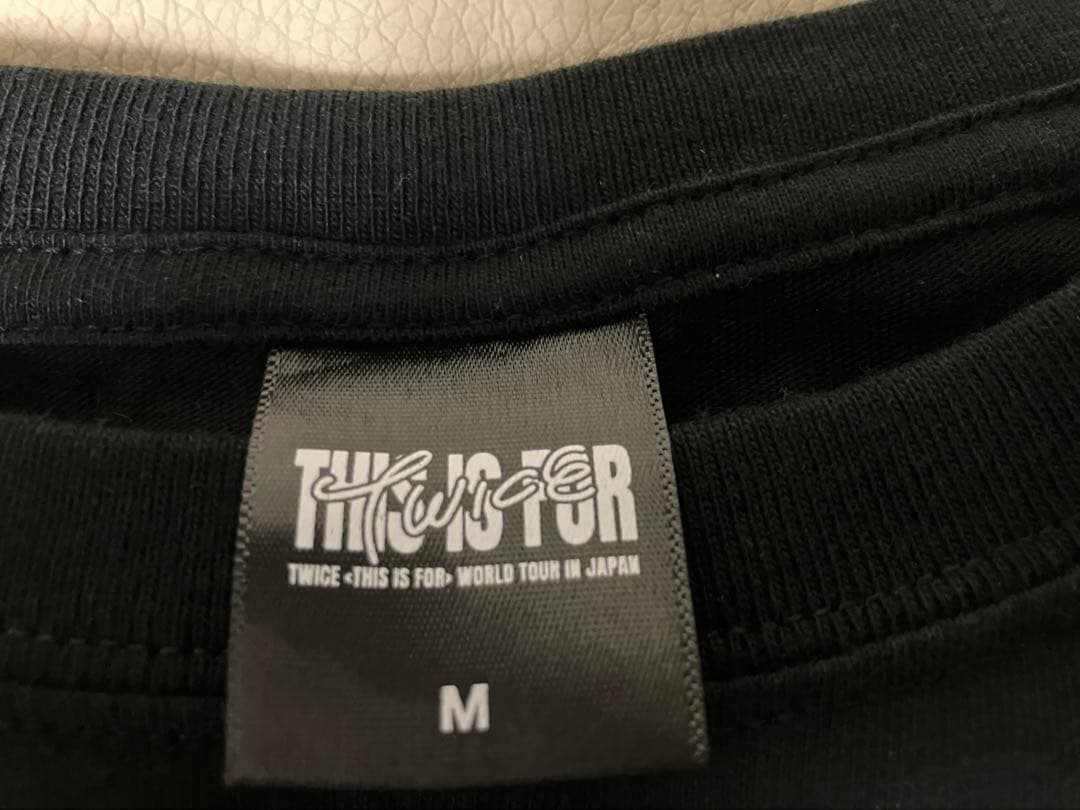 THIS IS FOR
Twice
TWICE <THIS IS FOR> WORLD TOUR IN JAPAN
M